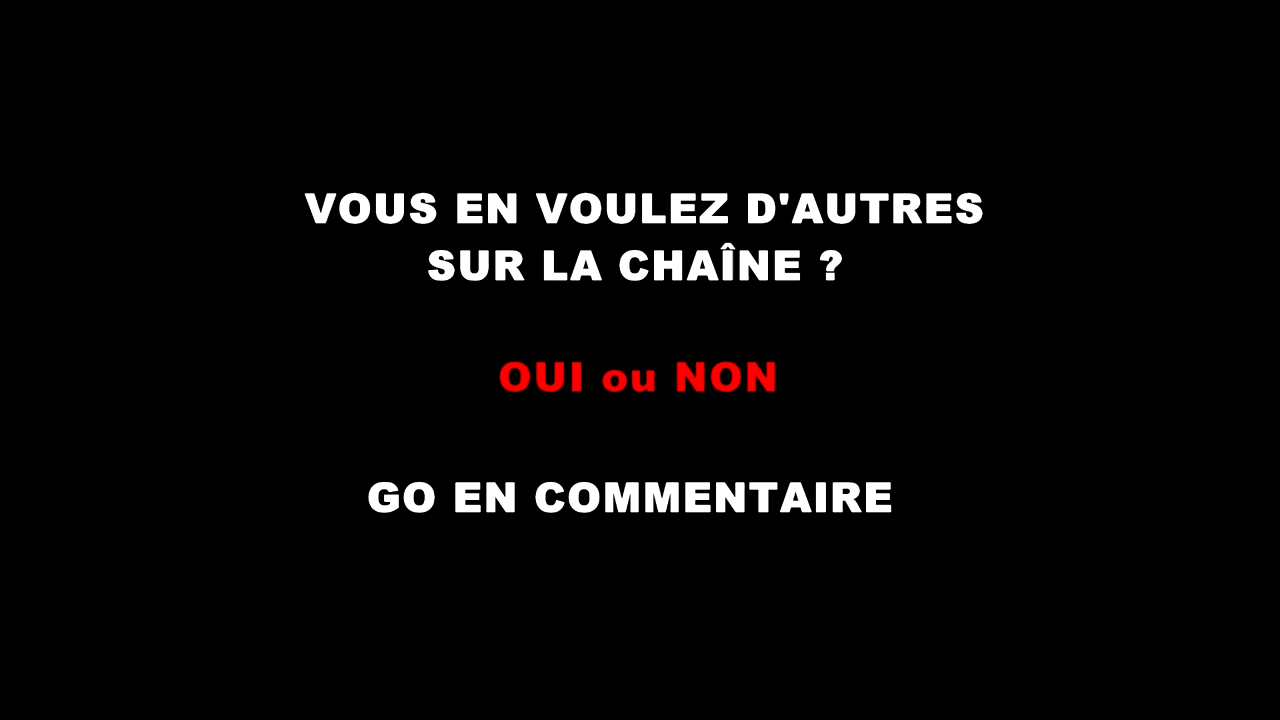 VOUS EN VOULEZ D'AUTRES
SUR LA CHAÎNE ?
OUI ou NON
GO EN COMMENTAIRE